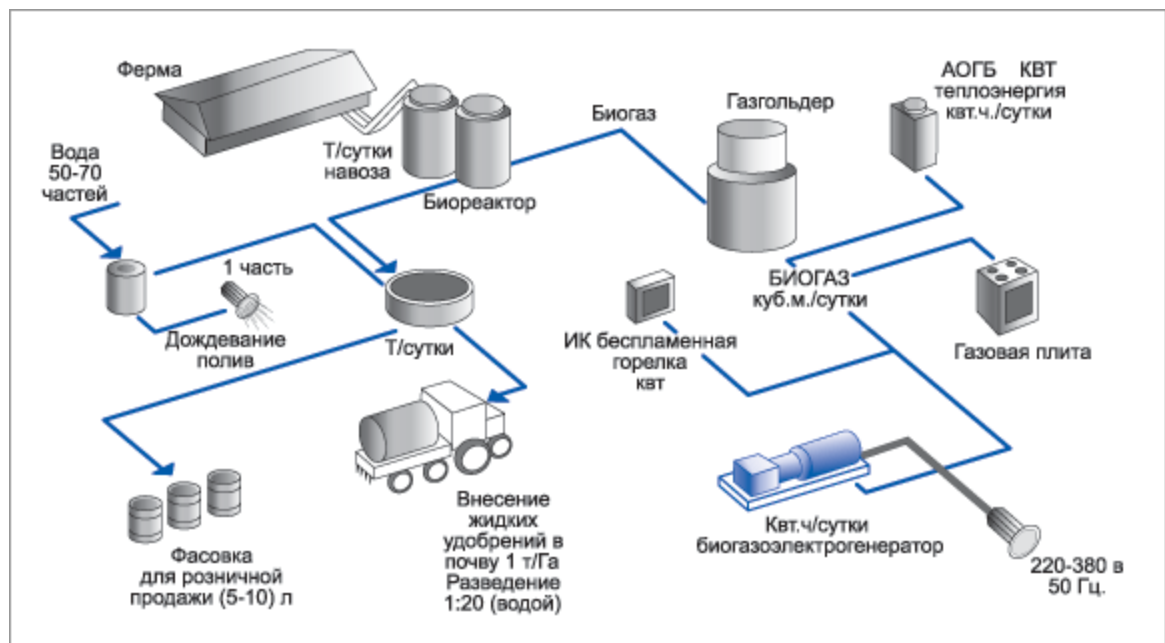 Ферма
Т/сутки
навоза
Биореактор
Биогаз
Газгольдер
АОГБ КВТ
теплоэнергия
квт.ч./сутки
Вода
50-70
частей
1 часть
Дождевание
полив
Т/сутки
ИК беспламенная
горелка
квт
БИОГАЗ
куб.м./сутки
Газовая плита
Фасовка
для розничной
продажи (5-10) л
Внесение
жидких
удобрений в
почву 1 т/Га
Разведение
1:20 (водой)
Квт.ч/сутки
биогазоэлектрогенератор
220-380 в
50 Гц.